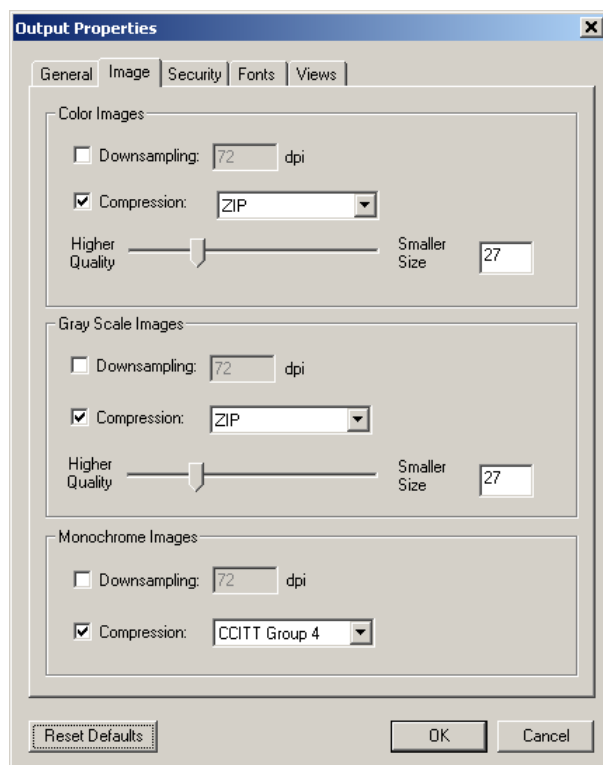 Output Properties
General Image Security Fonts Views
Color Images
Downsampling: 72 dpi
Compression: ZIP
Higher Quality Smaller Size 27
Gray Scale Images
Downsampling: 72 dpi
Compression: ZIP
Higher Quality Smaller Size 27
Monochrome Images
Downsampling: 72 dpi
Compression: CCITT Group 4
Reset Defaults OK Cancel